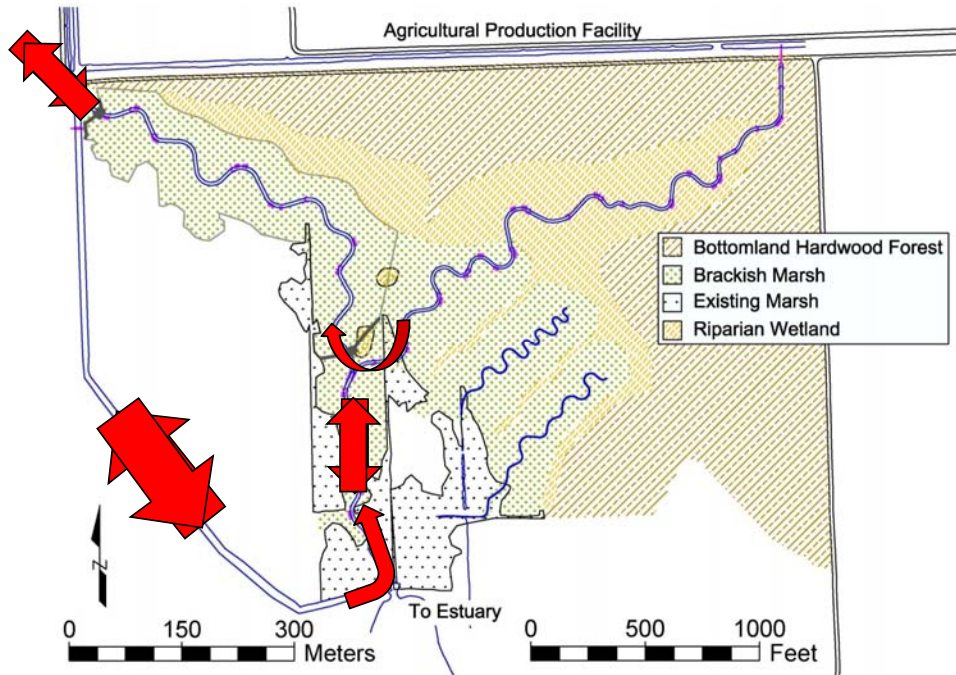 Agricultural Production Facility
Bottomland Hardwood Forest
Brackish Marsh
Existing Marsh
Riparian Wetland
N
To Estuary
0 150 300
Meters
0 500 1000
Feet